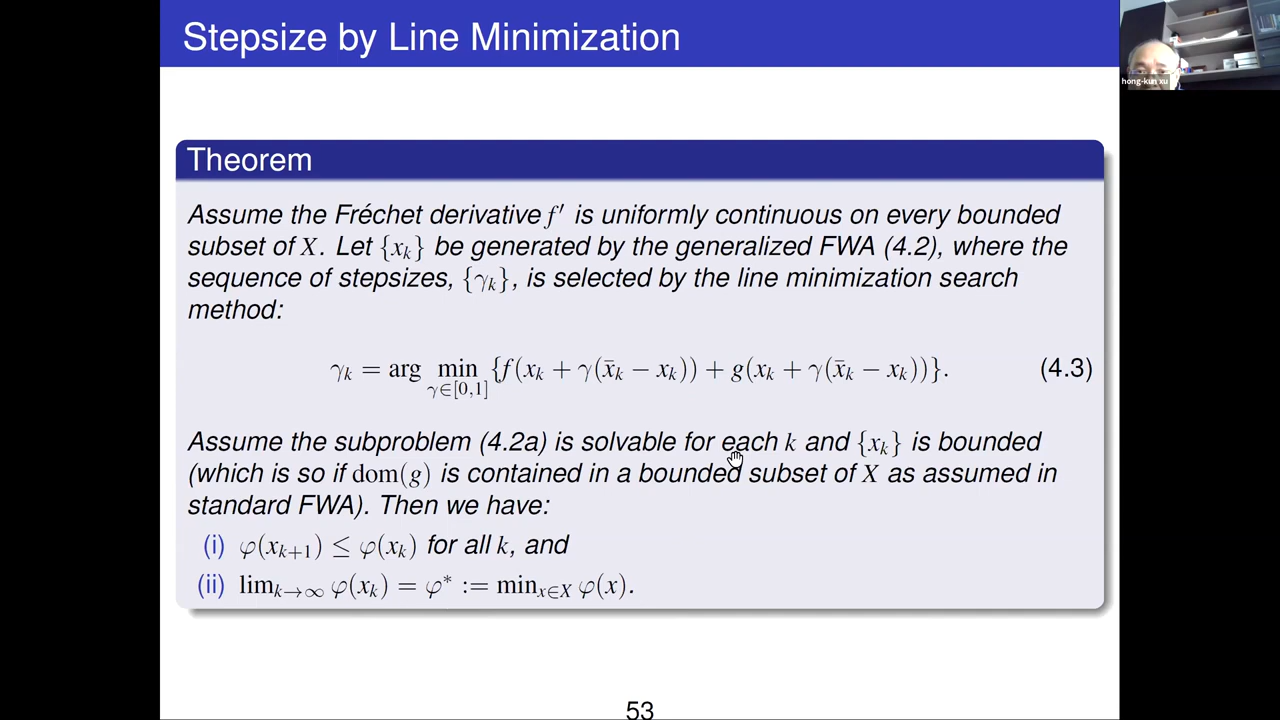 Stepsize by Line Minimization
hong-kun xu
Theorem
Assume the Fréchet derivative f′ is uniformly continuous on every bounded
subset of X. Let {x_k} be generated by the generalized FWA (4.2), where the
sequence of stepsizes, {γ_k}, is selected by the line minimization search
method:
γ_k = arg min_{γ∈[0,1]} {f(x_k + γ(x̄_k − x_k)) + g(x_k + γ(x̄_k − x_k))}. (4.3)
Assume the subproblem (4.2a) is solvable for each k and {x_k} is bounded
(which is so if dom(g) is contained in a bounded subset of X as assumed in
standard FWA). Then we have:
(i) φ(x_{k+1}) ≤ φ(x_k) for all k, and
(ii) lim_{k→∞} φ(x_k) = φ* := min_{x∈X} φ(x).
53